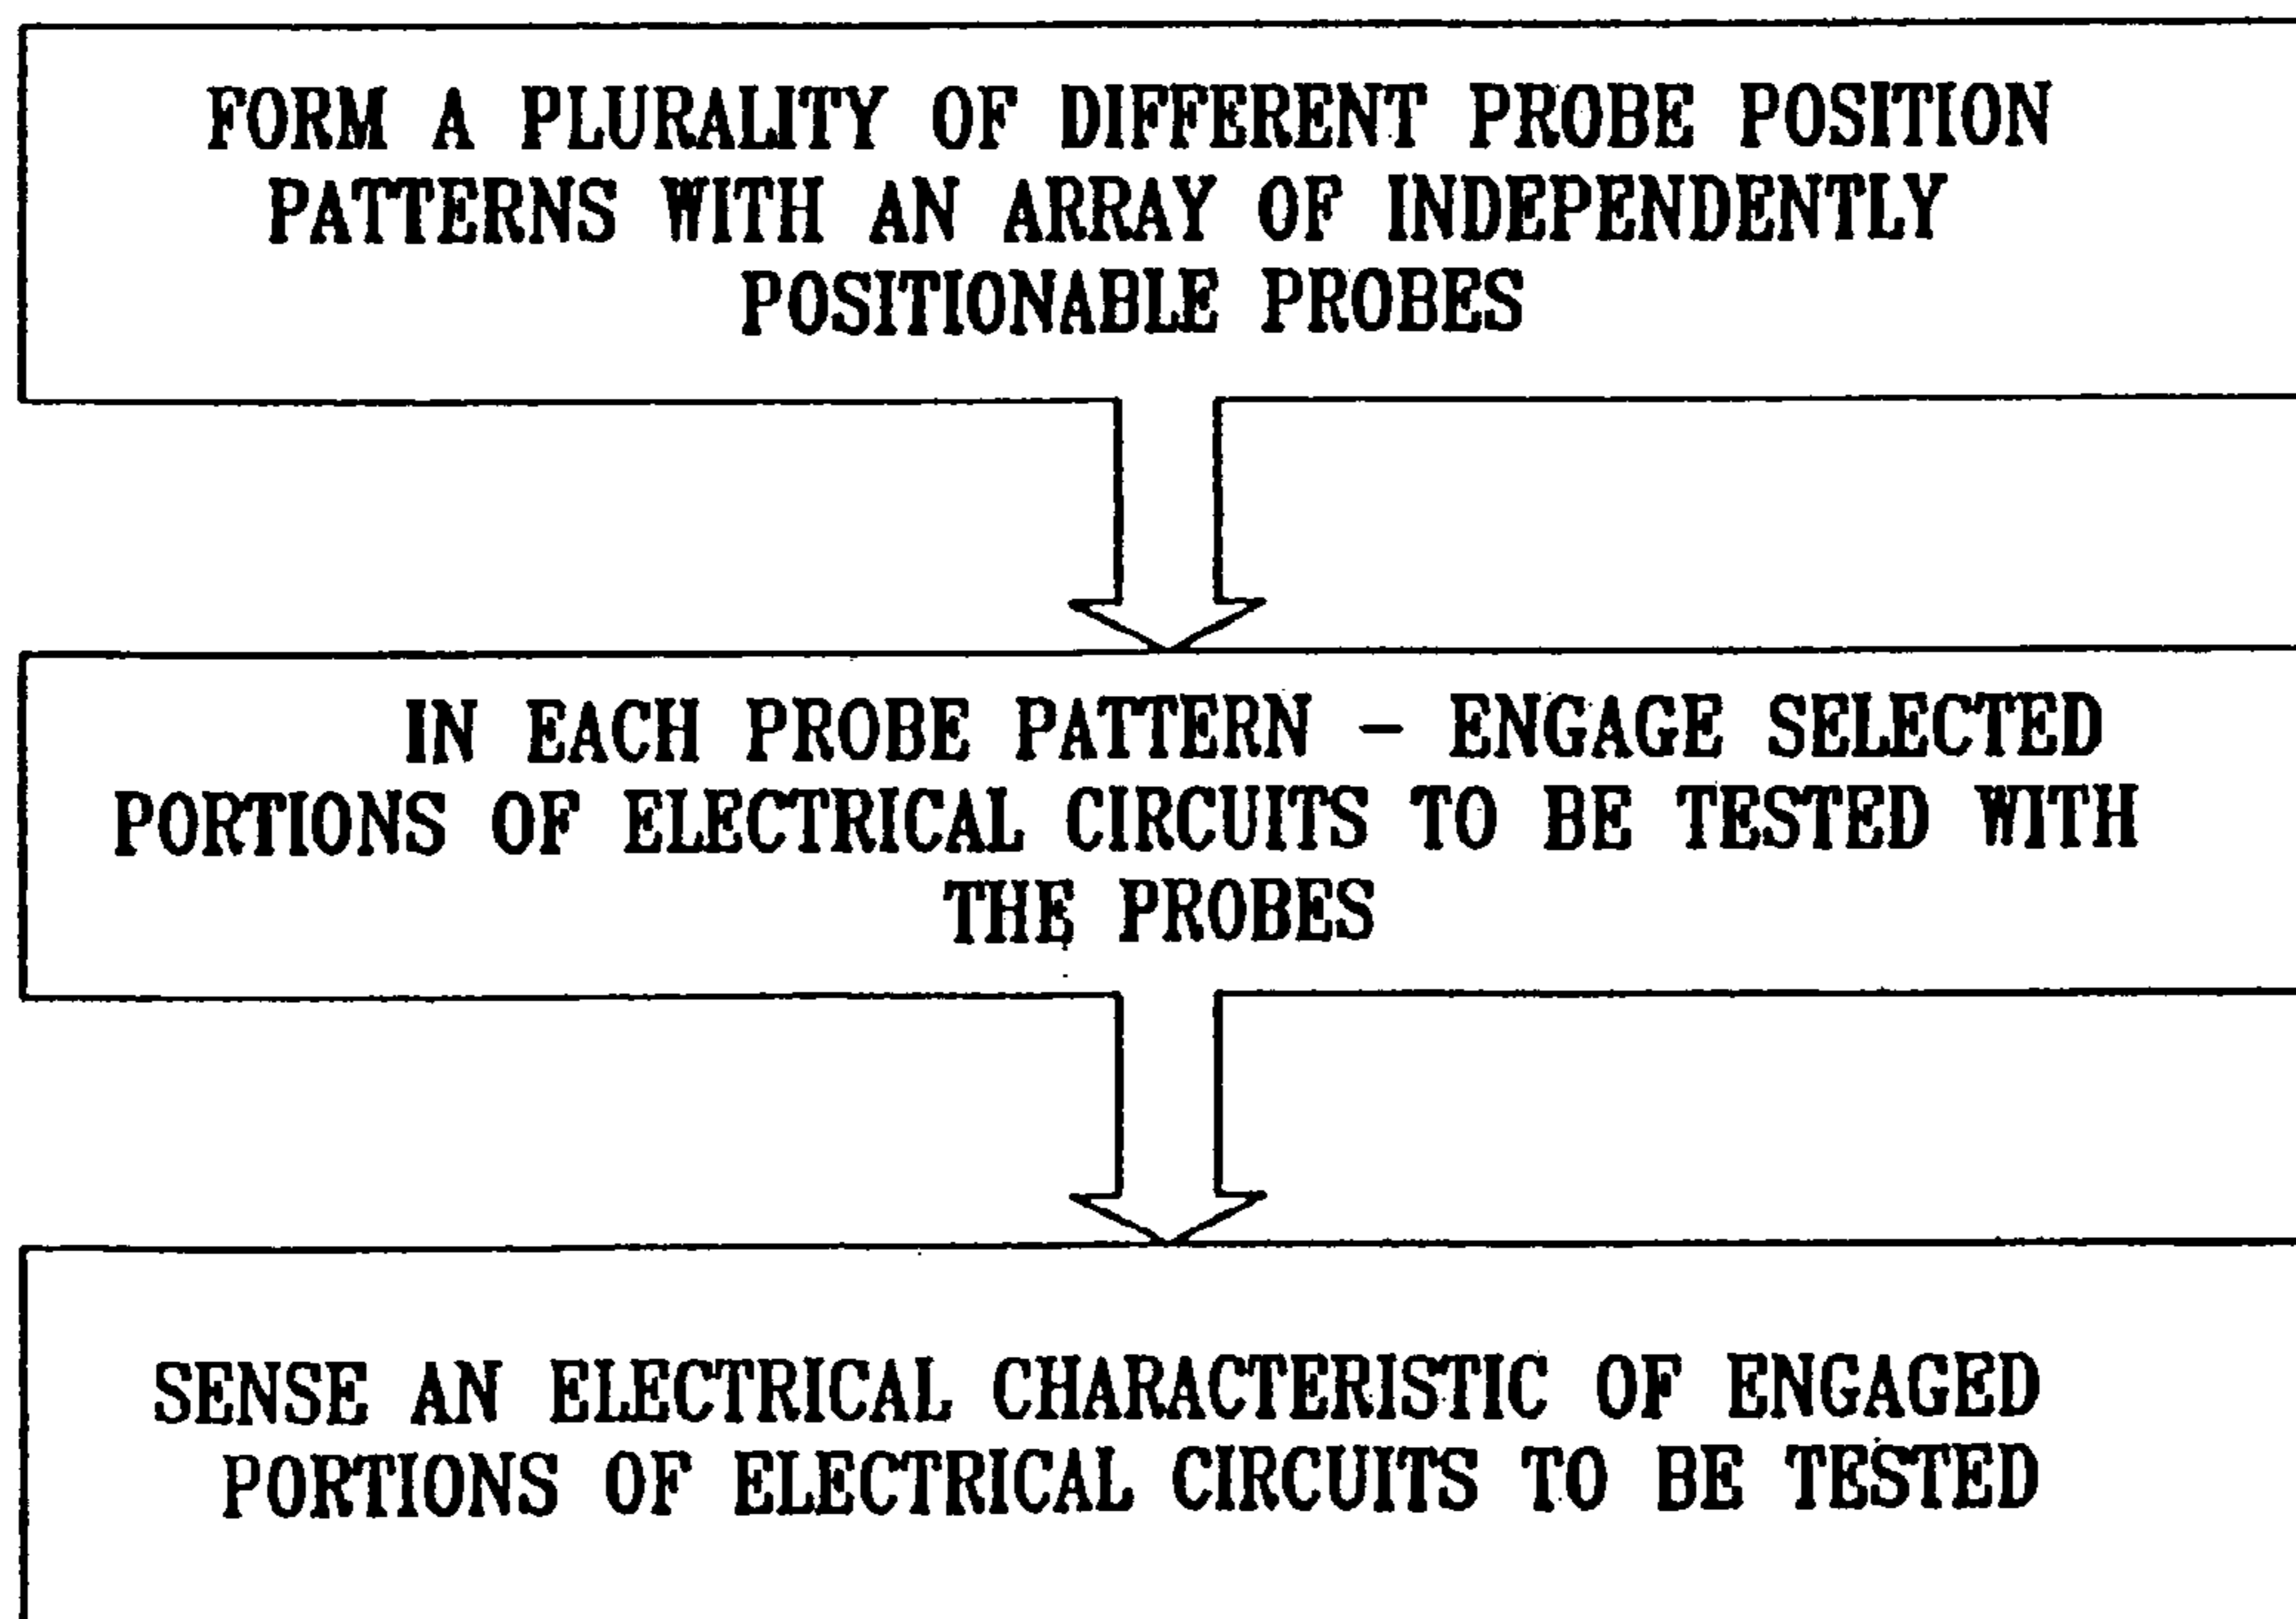 FORM A PLURALITY OF DIFFERENT PROBE POSITION
PATTERNS WITH AN ARRAY OF INDEPENDENTLY
POSITIONABLE PROBES
IN EACH PROBE PATTERN – ENGAGE SELECTED
PORTIONS OF ELECTRICAL CIRCUITS TO BE TESTED WITH
THE PROBES
SENSE AN ELECTRICAL CHARACTERISTIC OF ENGAGED
PORTIONS OF ELECTRICAL CIRCUITS TO BE TESTED